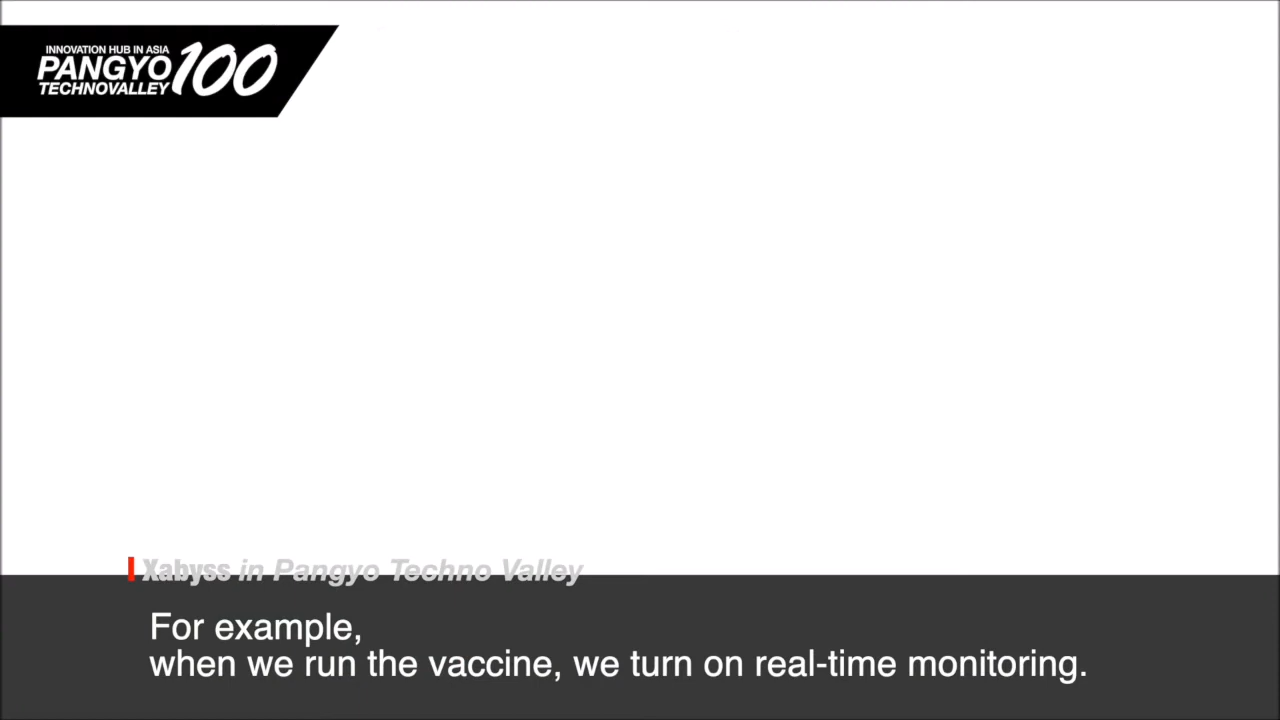 INNOVATION HUB IN ASIA
PANGYO 100
TECHNOVALLEY
Xabyss in Pangyo Techno Valley
For example,
when we run the vaccine, we turn on real-time monitoring.